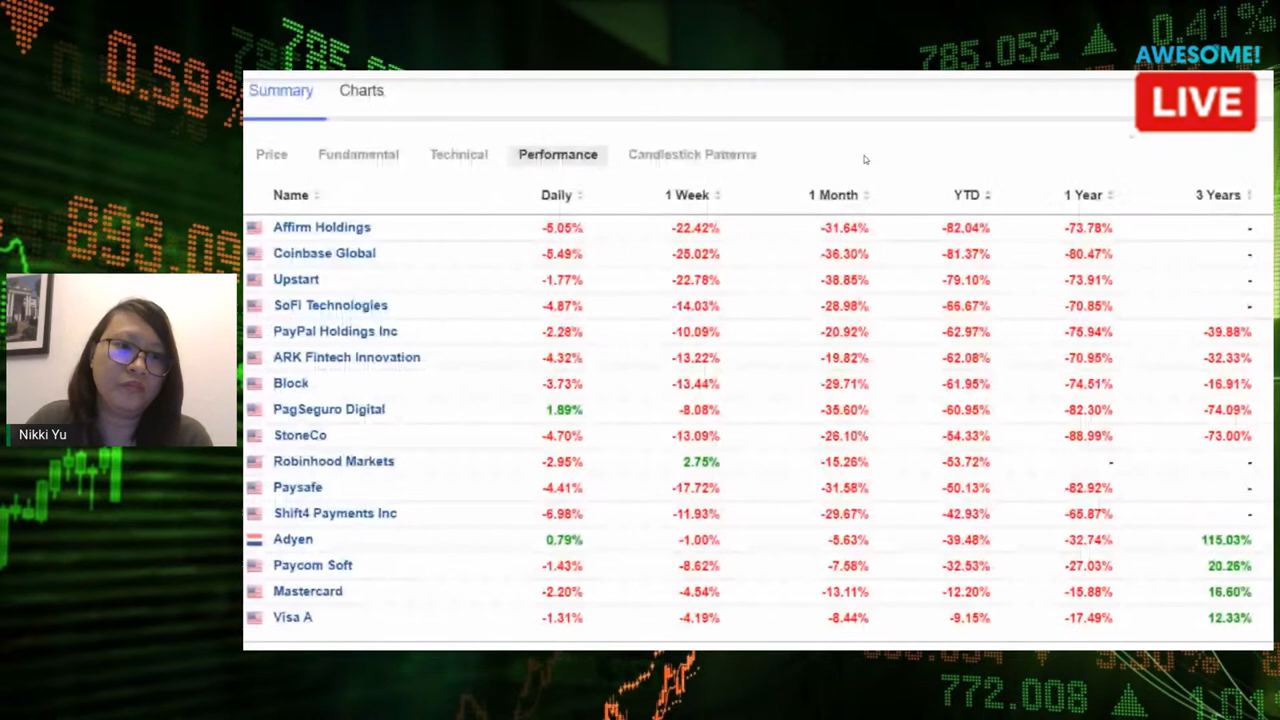 0.59%
785.052
0.41%
AWESOME!
LIVE
893.09
Summary Charts
Price Fundamental Technical Performance Candlestick Patterns
Name Daily 1 Week 1 Month YTD 1 Year 3 Years
Affirm Holdings -5.05% -22.42% -31.64% -82.04% -73.78% -
Coinbase Global -5.49% -25.02% -36.30% -81.37% -80.47% -
Upstart -1.77% -22.78% -38.85% -79.10% -73.91% -
SoFi Technologies -4.87% -14.03% -28.98% -66.67% -70.85% -
PayPal Holdings Inc -2.28% -10.09% -20.92% -62.97% -75.94% -39.88%
ARK Fintech Innovation -4.32% -13.22% -19.82% -62.08% -70.95% -32.33%
Block -3.73% -13.44% -29.71% -61.95% -74.51% -16.91%
PagSeguro Digital 1.89% -8.08% -35.60% -60.95% -82.30% -74.09%
StoneCo -4.70% -13.09% -26.10% -54.33% -88.99% -73.00%
Robinhood Markets -2.95% 2.75% -15.26% -53.72% - -
Paysafe -4.41% -17.72% -31.58% -50.13% -82.92% -
Shift4 Payments Inc -6.98% -11.93% -29.67% -42.93% -65.87% -
Adyen 0.79% -1.00% -5.63% -39.48% -32.74% 115.03%
Paycom Soft -1.43% -8.62% -7.58% -32.53% -27.03% 20.26%
Mastercard -2.20% -4.54% -13.11% -12.20% -15.88% 16.60%
Visa A -1.31% -4.19% -8.44% -9.15% -17.49% 12.33%
Nikki Yu
772.008